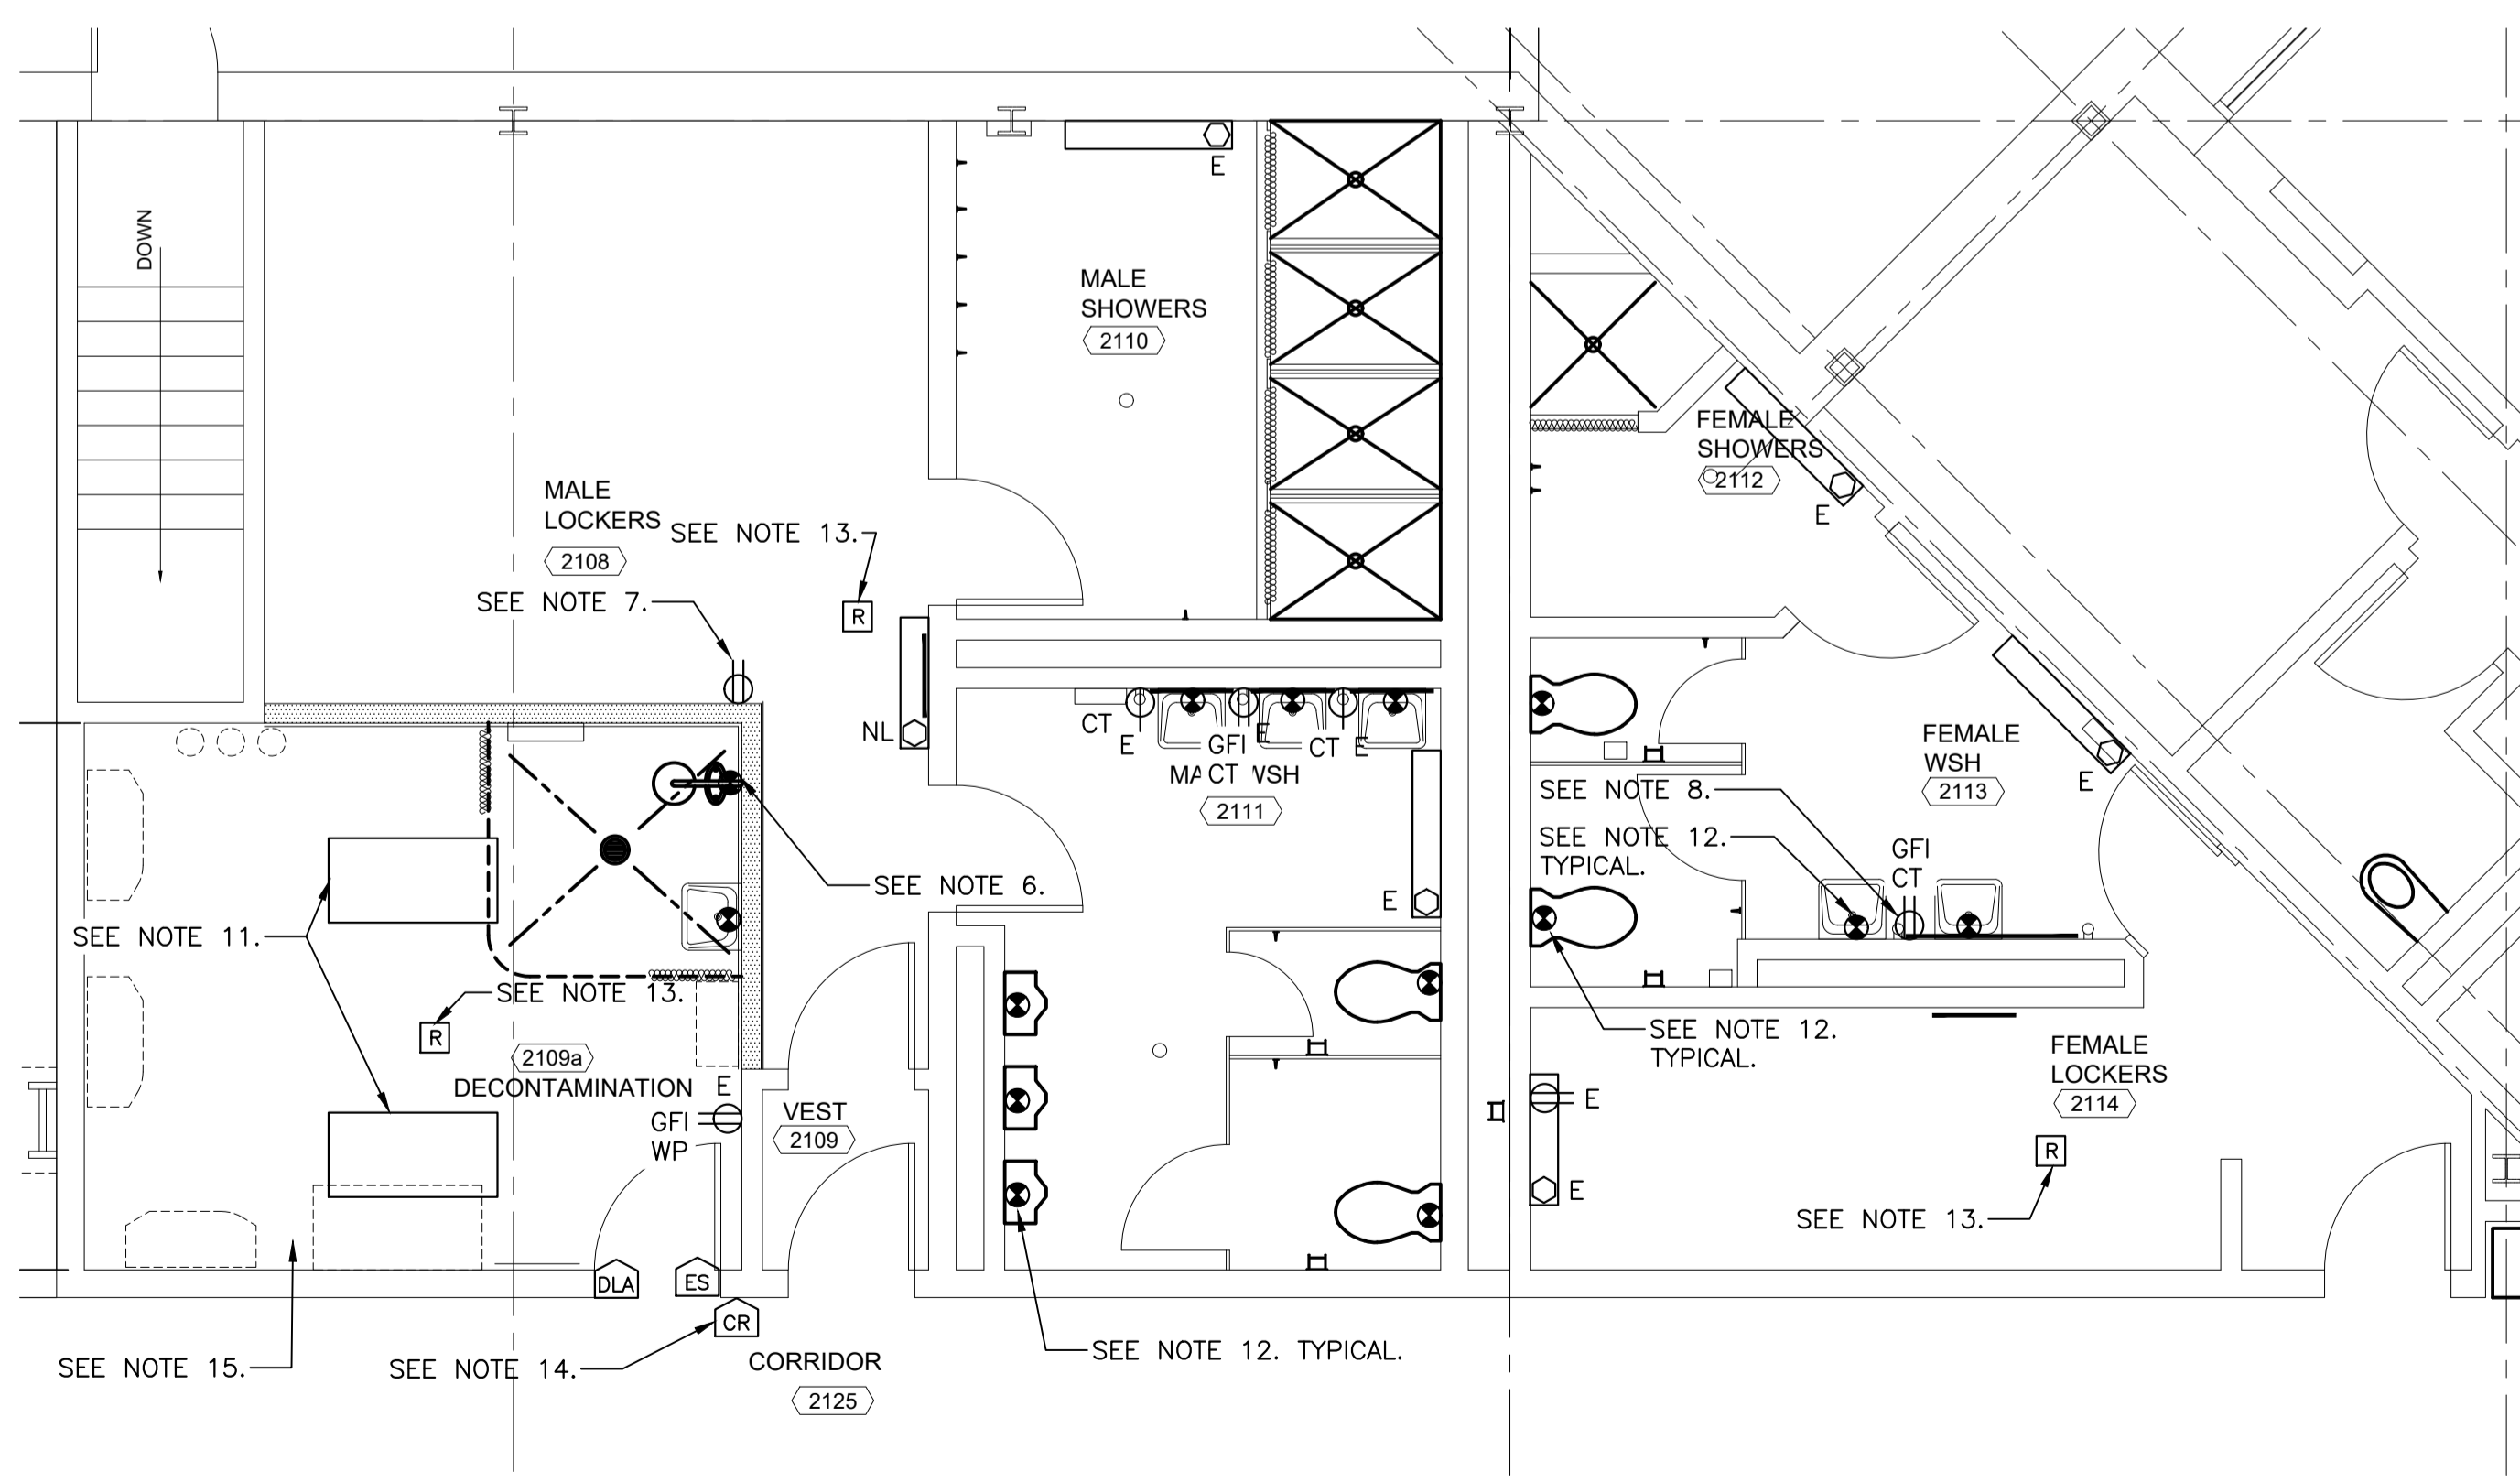 DOWN
E
MALE
SHOWERS
2110
FEMALE
SHOWERS
2112
E
MALE
LOCKERS
2108
SEE NOTE 13.
SEE NOTE 7.
R
NL
CT
E
GFI
E
CT
E
CT
WSH
2111
E
FEMALE
WSH
2113
E
SEE NOTE 8.
SEE NOTE 12.
TYPICAL.
GFI
CT
SEE NOTE 6.
SEE NOTE 11.
SEE NOTE 13.
R
2109a
DECONTAMINATION
E
GFI
WP
VEST
2109
SEE NOTE 12.
TYPICAL.
FEMALE
LOCKERS
2114
E
E
R
SEE NOTE 13.
DLA
ES
CR
SEE NOTE 15.
SEE NOTE 14.
CORRIDOR
2125
SEE NOTE 12. TYPICAL.